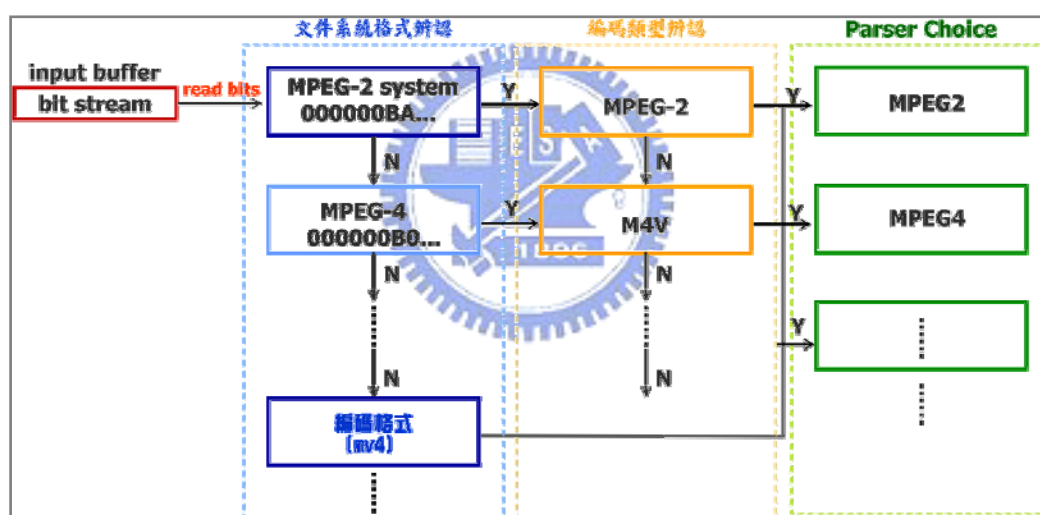 文件系統格式辨認
編碼類型辨認
Parser Choice
input buffer
bit stream
read bits
MPEG-2 system
000000BA...
Y
MPEG-2
Y
MPEG2
N
N
MPEG-4
000000B0...
Y
M4V
Y
MPEG4
1896
N
N
Y
N
N
編碼格式
(mv4)